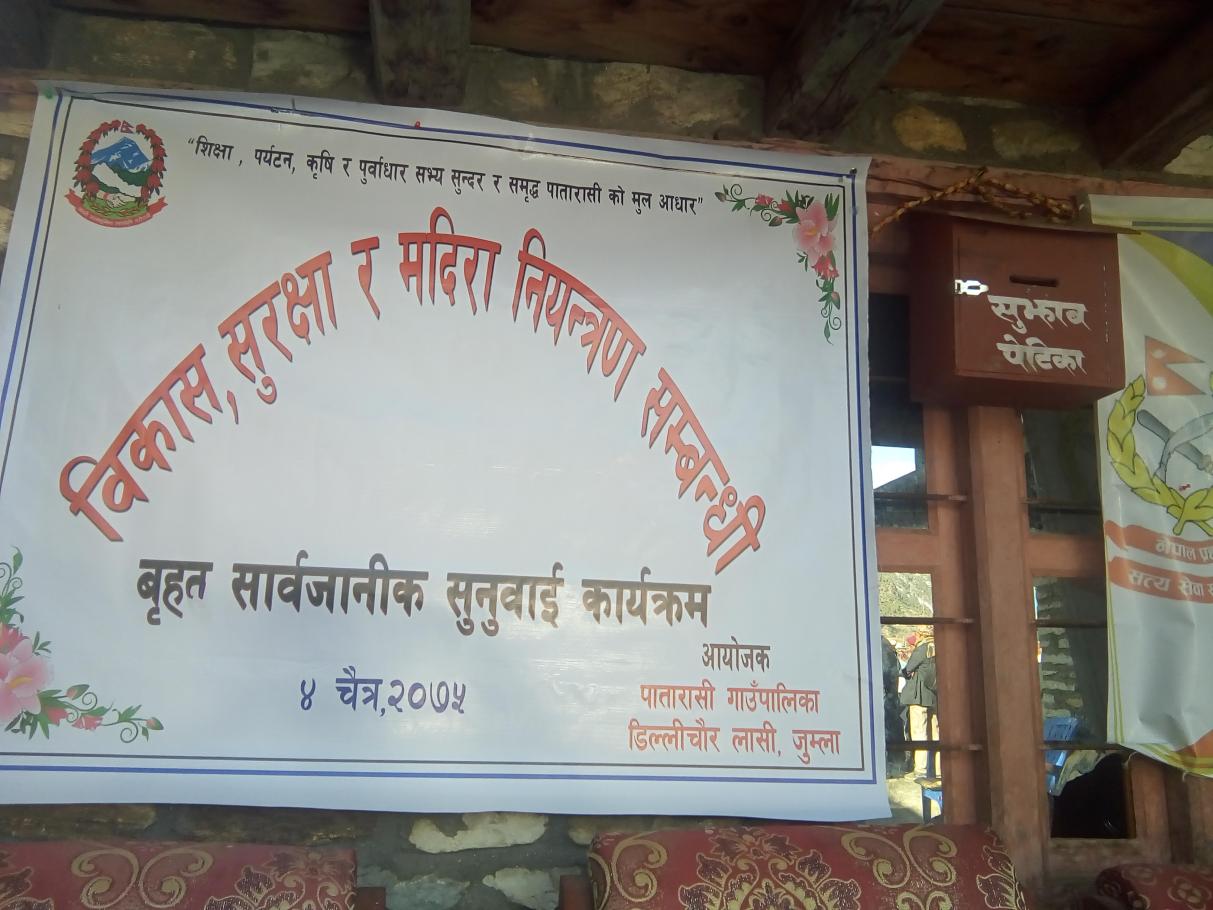 “शिक्षा , पर्यटन, कृषि र पुर्वाधार सभ्य सुन्दर र समृद्ध पातारासी को मुल आधार”
विकास, सुरक्षा र मदिरा नियन्त्रण सम्बन्धी
बृहत सार्वजानीक सुनुवाई कार्यक्रम
४ चैत्र,२०७५
आयोजक
पातारासी गाउँपालिका
डिल्लीचौर लासी, जुम्ला
सुझाव
पेटिका
नेपाल
सत्य सेवा